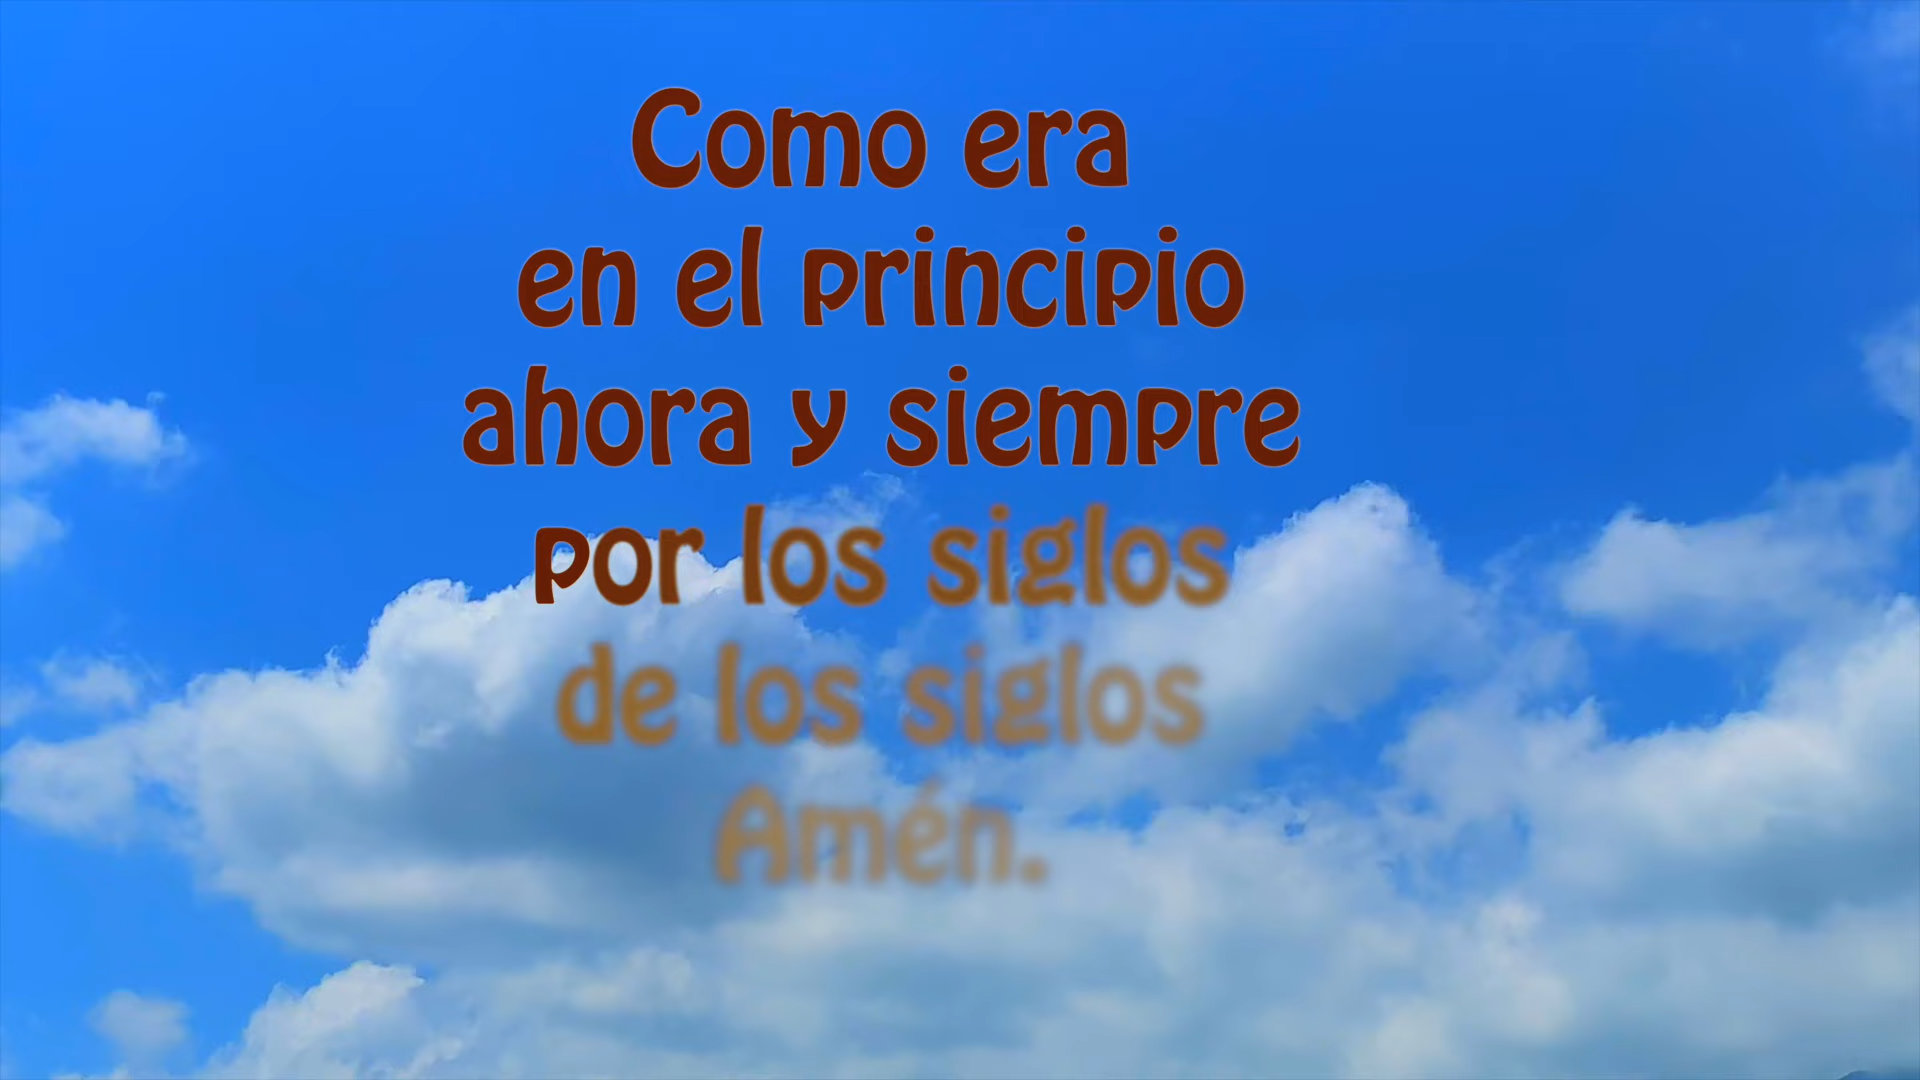 Como era
en el principio
ahora y siempre
por los siglos
de los siglos
Amén.